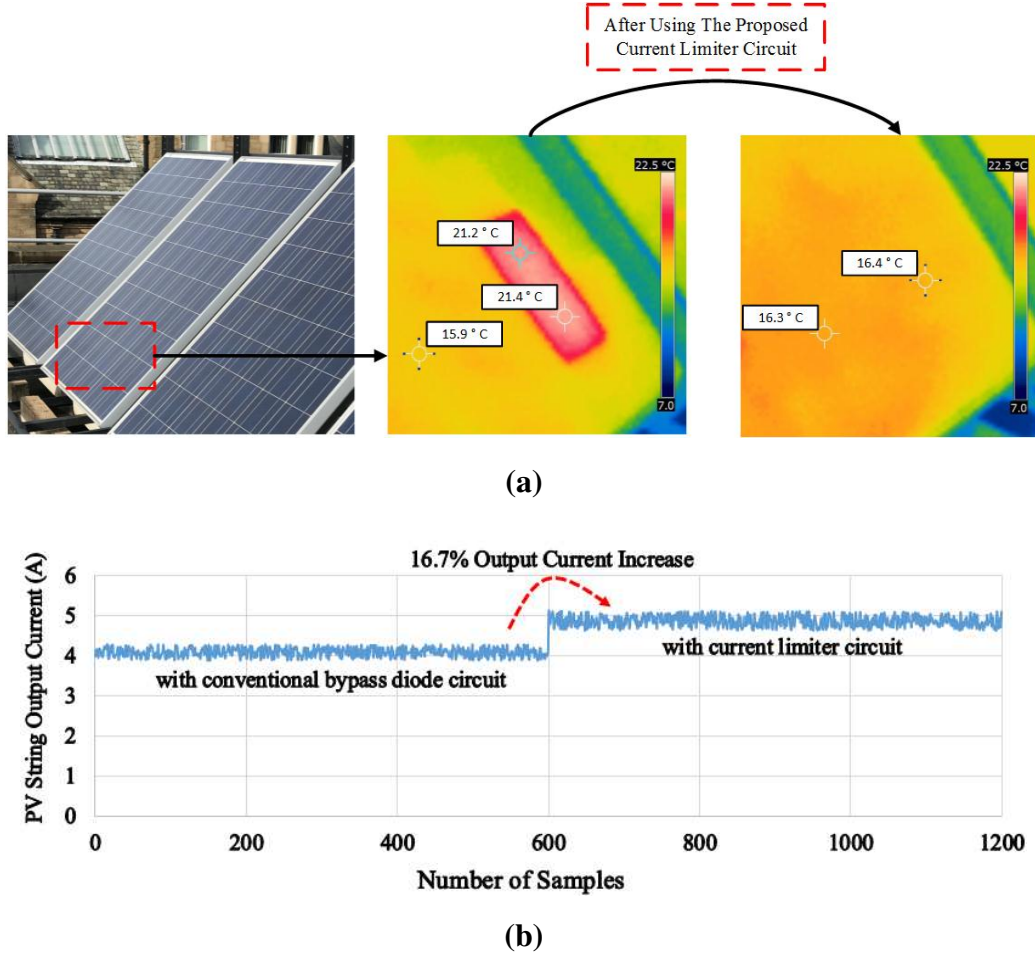 After Using The Proposed
Current Limiter Circuit
22.5 °C
21.2 ° C
21.4 ° C
15.9 ° C
7.0
22.5 °C
16.4 ° C
16.3 ° C
7.0
(a)
16.7% Output Current Increase
PV String Output Current (A)
6
5
4
3
2
1
0
with conventional bypass diode circuit
with current limiter circuit
0 200 400 600 800 1000 1200
Number of Samples
(b)